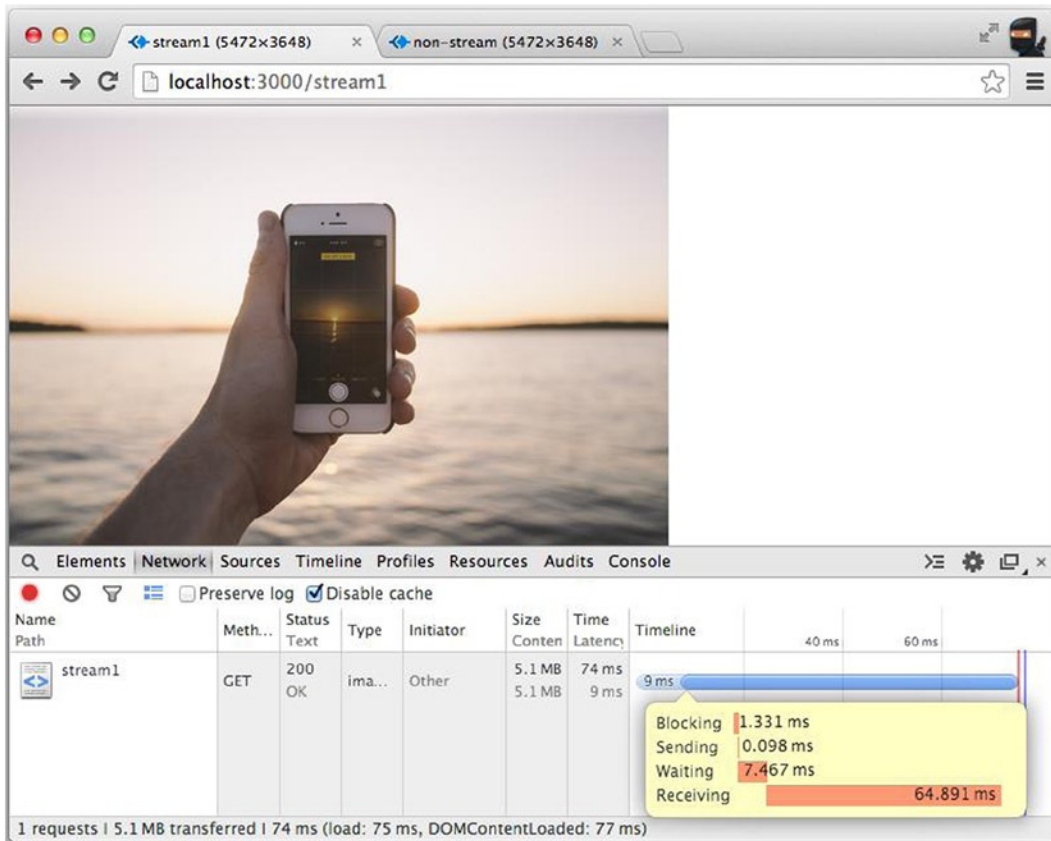 stream1 (5472×3648) × non-stream (5472×3648) ×
localhost:3000/stream1
Elements Network Sources Timeline Profiles Resources Audits Console ×
Preserve log Disable cache
Name Path Meth... Status Text Type Initiator Size Conten Time Latency Timeline 40 ms 60 ms
stream1 GET 200 OK ima... Other 5.1 MB 5.1 MB 74 ms 9 ms 9 ms
Blocking 1.331 ms
Sending 0.098 ms
Waiting 7.467 ms
Receiving 64.891 ms
1 requests | 5.1 MB transferred | 74 ms (load: 75 ms, DOMContentLoaded: 77 ms)